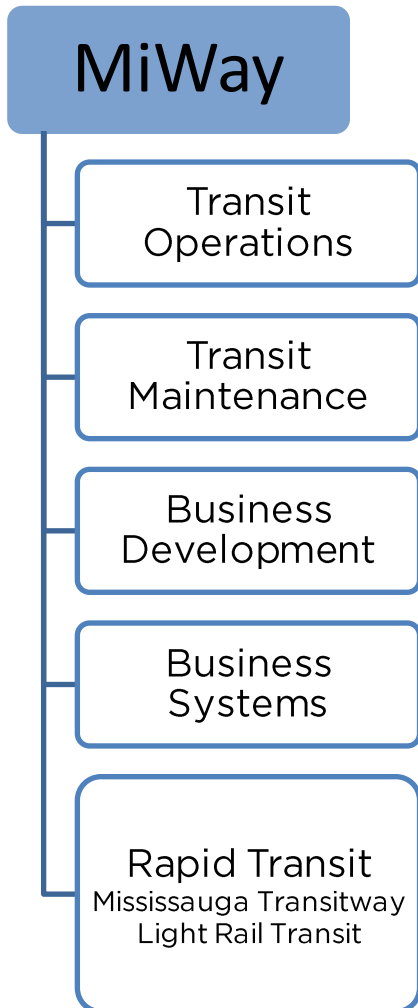 MiWay
Transit
Operations
Transit
Maintenance
Business
Development
Business
Systems
Rapid Transit
Mississauga Transitway
Light Rail Transit